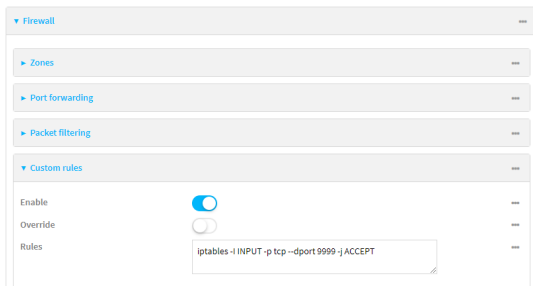 Firewall
Zones
Port forwarding
Packet filtering
Custom rules
Enable
Override
Rules
iptables -I INPUT -p tcp --dport 9999 -j ACCEPT